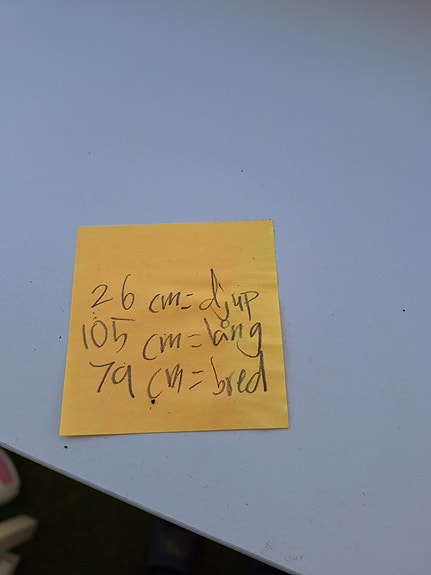 26 cm= djup
105 cm=lång
79 cm=bred